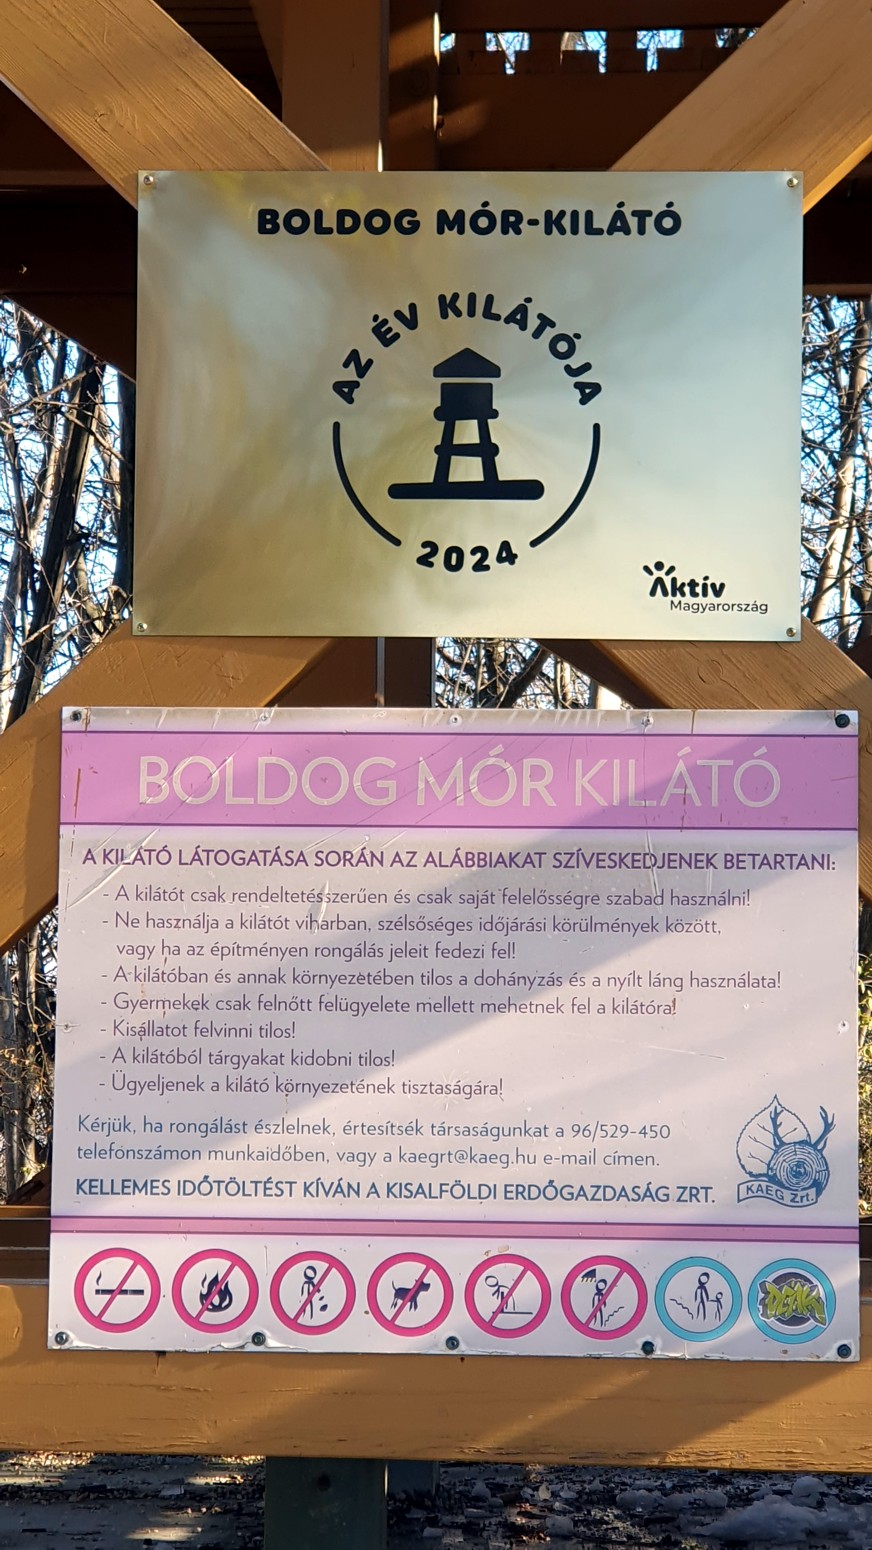 BOLDOG MÓR-KILÁTÓ
AZ ÉV KILÁTÓJA
2024
Aktív
Magyarország
BOLDOG MÓR KILÁTÓ
A KILÁTÓ LÁTOGATÁSA SORÁN AZ ALÁBBIAKAT SZÍVESKEDJENEK BETARTANI:
- A kilátót csak rendeltetésszerűen és csak saját felelősségre szabad használni!
- Ne használja a kilátót viharban, szélsőséges időjárási körülmények között,
vagy ha az építményen rongálás jeleit fedezi fel!
- A kilátóban és annak környezetében tilos a dohányzás és a nyílt láng használata!
- Gyermekek csak felnőtt felügyelete mellett mehetnek fel a kilátóra!
- Kisállatot felvinni tilos!
- A kilátóból tárgyakat kidobni tilos!
- Ügyeljenek a kilátó környezetének tisztaságára!
Kérjük, ha rongálást észlelnek, értesítsék társaságunkat a 96/529-450
telefonszámon munkaidőben, vagy a kaegrt@kaeg.hu e-mail címen.
KELLEMES IDŐTÖLTÉST KÍVÁN A KISALFÖLDI ERDŐGAZDASÁG ZRT.
KAEG Zrt.